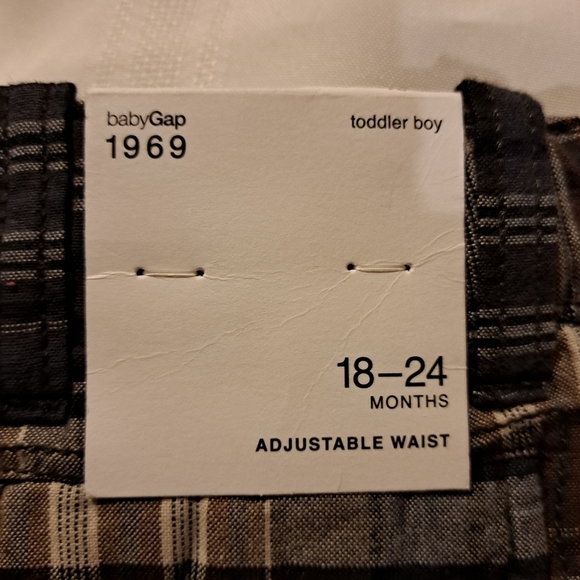 babyGap
1969
toddler boy
18–24
MONTHS
ADJUSTABLE WAIST